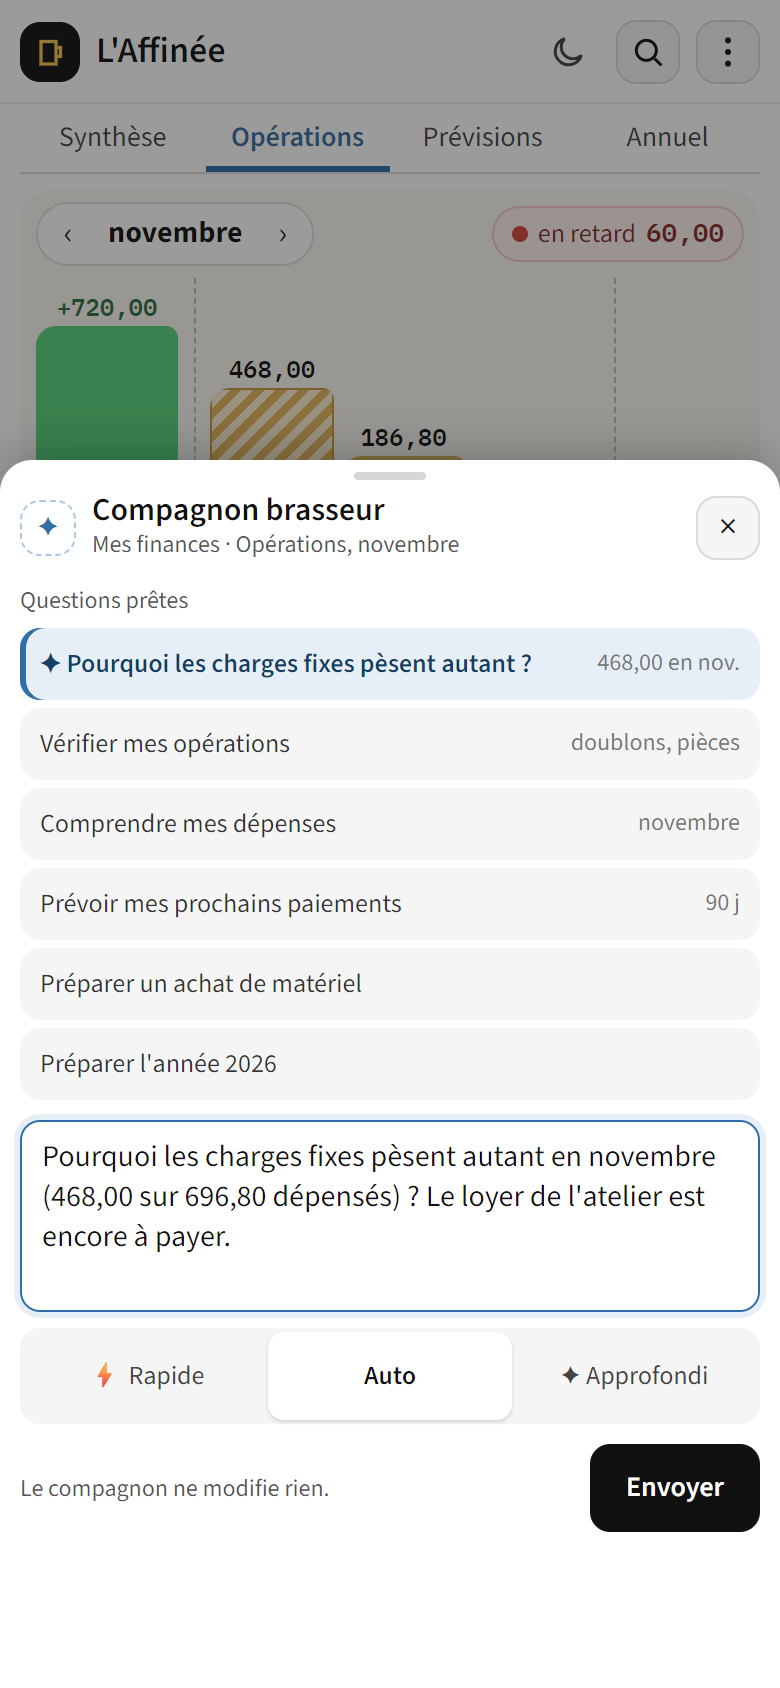 L'Affinée
Synthèse Opérations Prévisions Annuel
‹ novembre › en retard 60,00
+720,00
468,00
186,80
Compagnon brasseur
Mes finances · Opérations, novembre
Questions prêtes
✦ Pourquoi les charges fixes pèsent autant ? 468,00 en nov.
Vérifier mes opérations doublons, pièces
Comprendre mes dépenses novembre
Prévoir mes prochains paiements 90 j
Préparer un achat de matériel
Préparer l'année 2026
Pourquoi les charges fixes pèsent autant en novembre
(468,00 sur 696,80 dépensés) ? Le loyer de l'atelier est
encore à payer.
Rapide Auto ✦ Approfondi
Le compagnon ne modifie rien. Envoyer